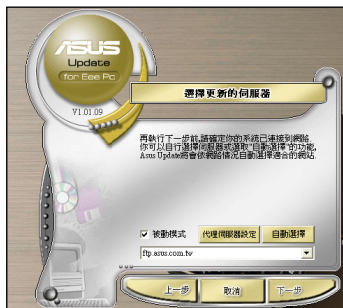 ASUS
Update
for Eee Pc
V1.01.09
選擇更新的伺服器
再執行下一步前,請確定你的系統已連接到網路
你可以自行選擇伺服器或選取"自動選擇"的功能,
Asus Update將會依網路情況自動選擇適合的網站.
被動模式
代理伺服器設定
自動選擇
ftp.asus.com.tw
上一步
取消
下一步